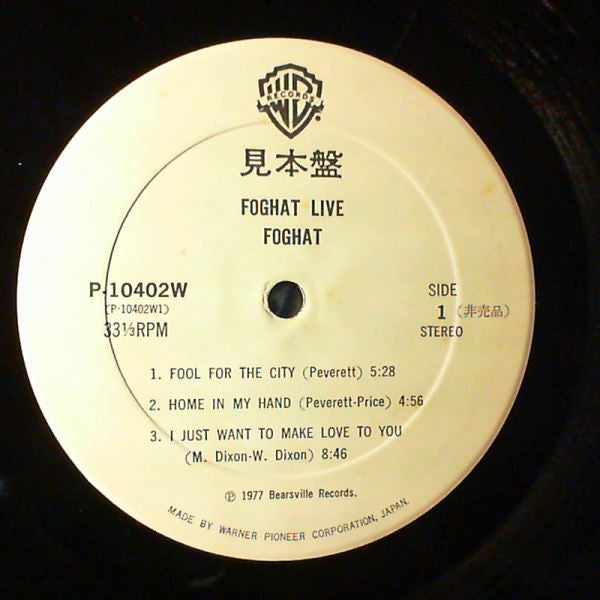 WB
RECORDS
®
見本盤
FOGHAT LIVE
FOGHAT
P-10402W
(P-10402W1)
33⅓RPM
SIDE
1 (非売品)
STEREO
1. FOOL FOR THE CITY (Peverett) 5:28
2. HOME IN MY HAND (Peverett-Price) 4:56
3. I JUST WANT TO MAKE LOVE TO YOU
(M. Dixon-W. Dixon) 8:46
℗ 1977 Bearsville Records.
MADE BY WARNER PIONEER CORPORATION, JAPAN.